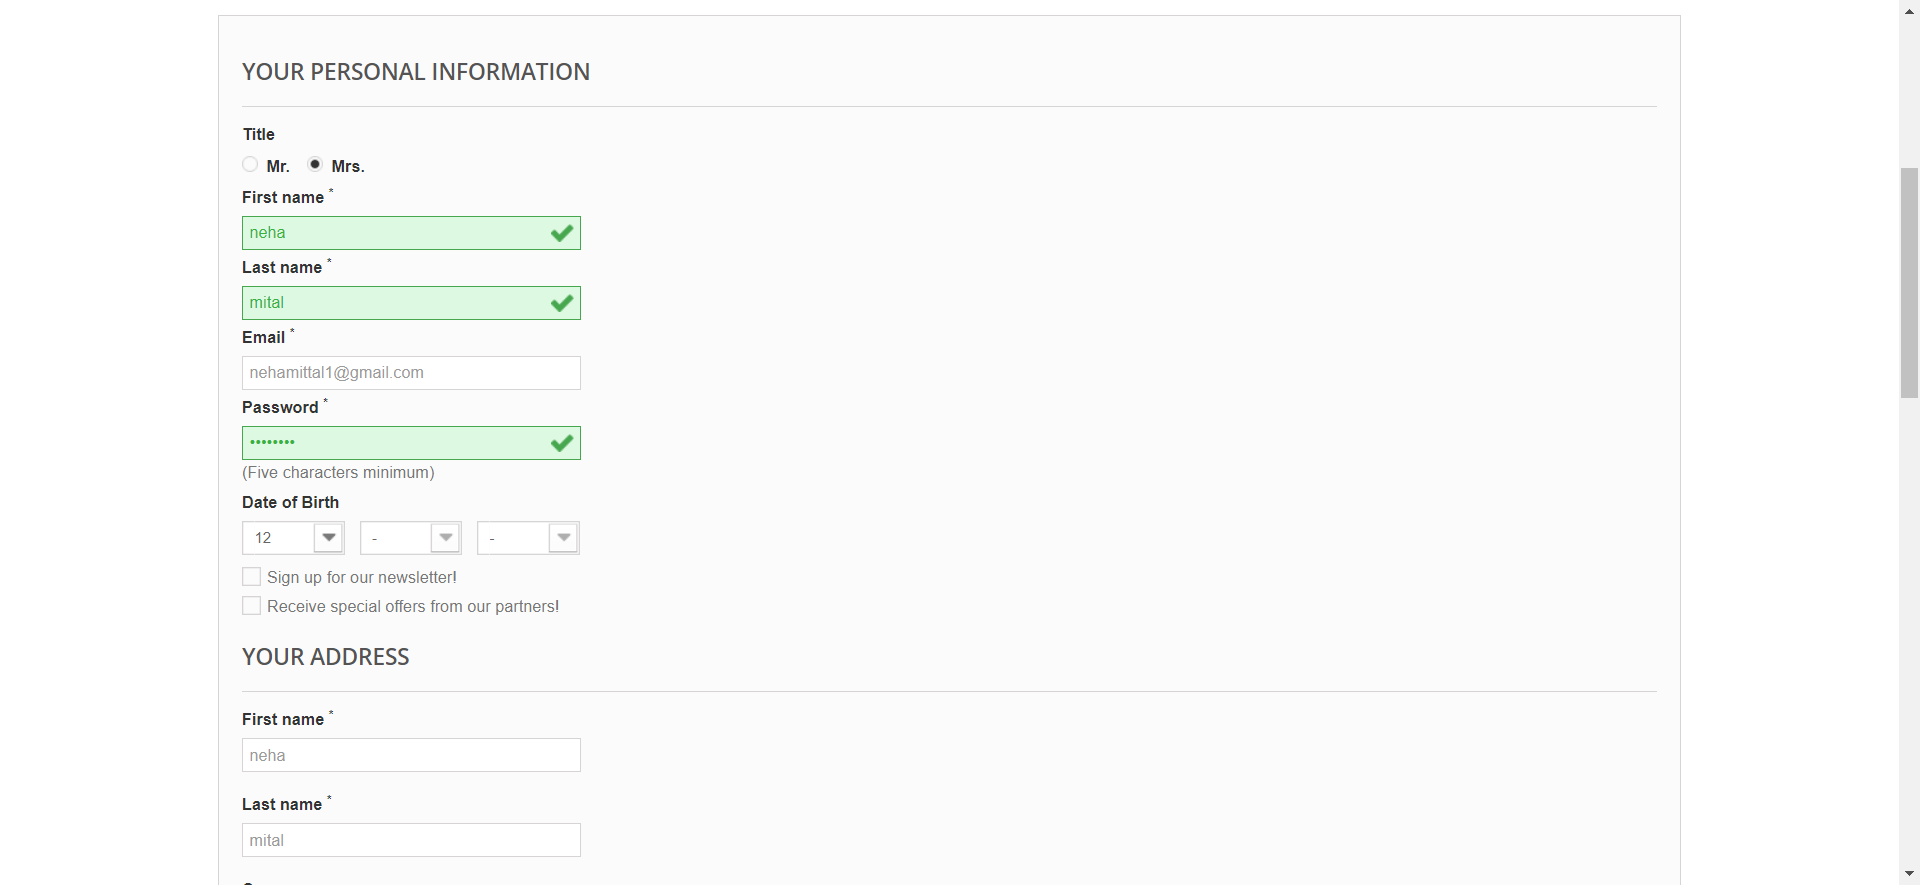 YOUR PERSONAL INFORMATION
Title
Mr. Mrs.
First name *
neha
Last name *
mital
Email *
nehamittal1@gmail.com
Password *
••••••••
(Five characters minimum)
Date of Birth
12 - -
Sign up for our newsletter!
Receive special offers from our partners!
YOUR ADDRESS
First name *
neha
Last name *
mital